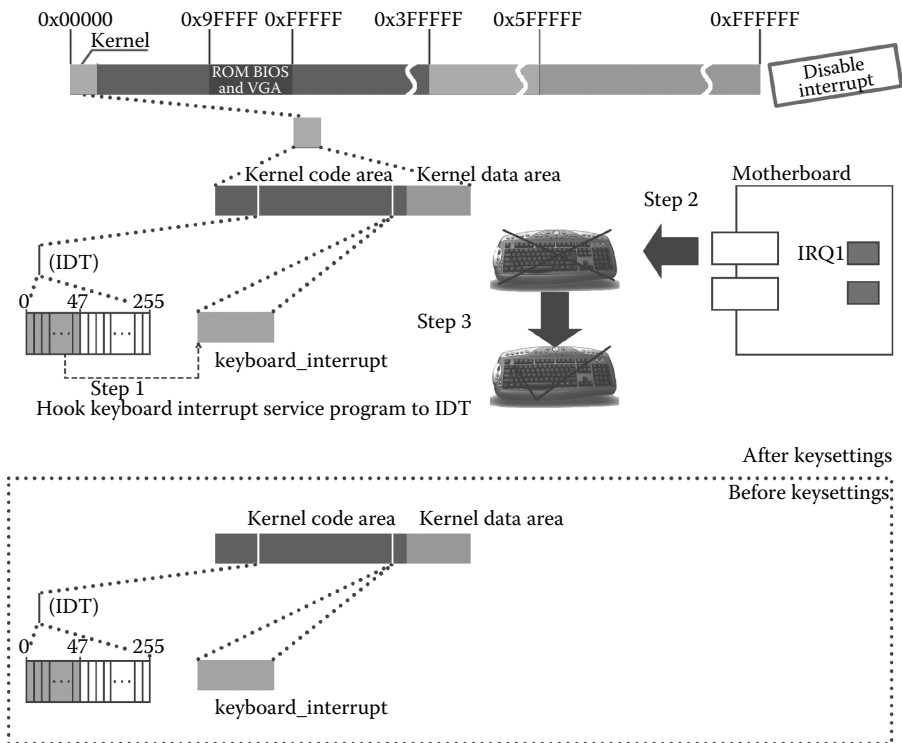 0x00000 0x9FFFF 0xFFFFF 0x3FFFFF 0x5FFFFF 0xFFFFFF
Kernel
ROM BIOS
and VGA
Disable
interrupt
Kernel code area Kernel data area
Motherboard
Step 2
(IDT)
IRQ1
0 47 255
Step 3
keyboard_interrupt
Step 1
Hook keyboard interrupt service program to IDT
After keysettings
Before keysettings
Kernel code area Kernel data area
(IDT)
0 47 255
keyboard_interrupt